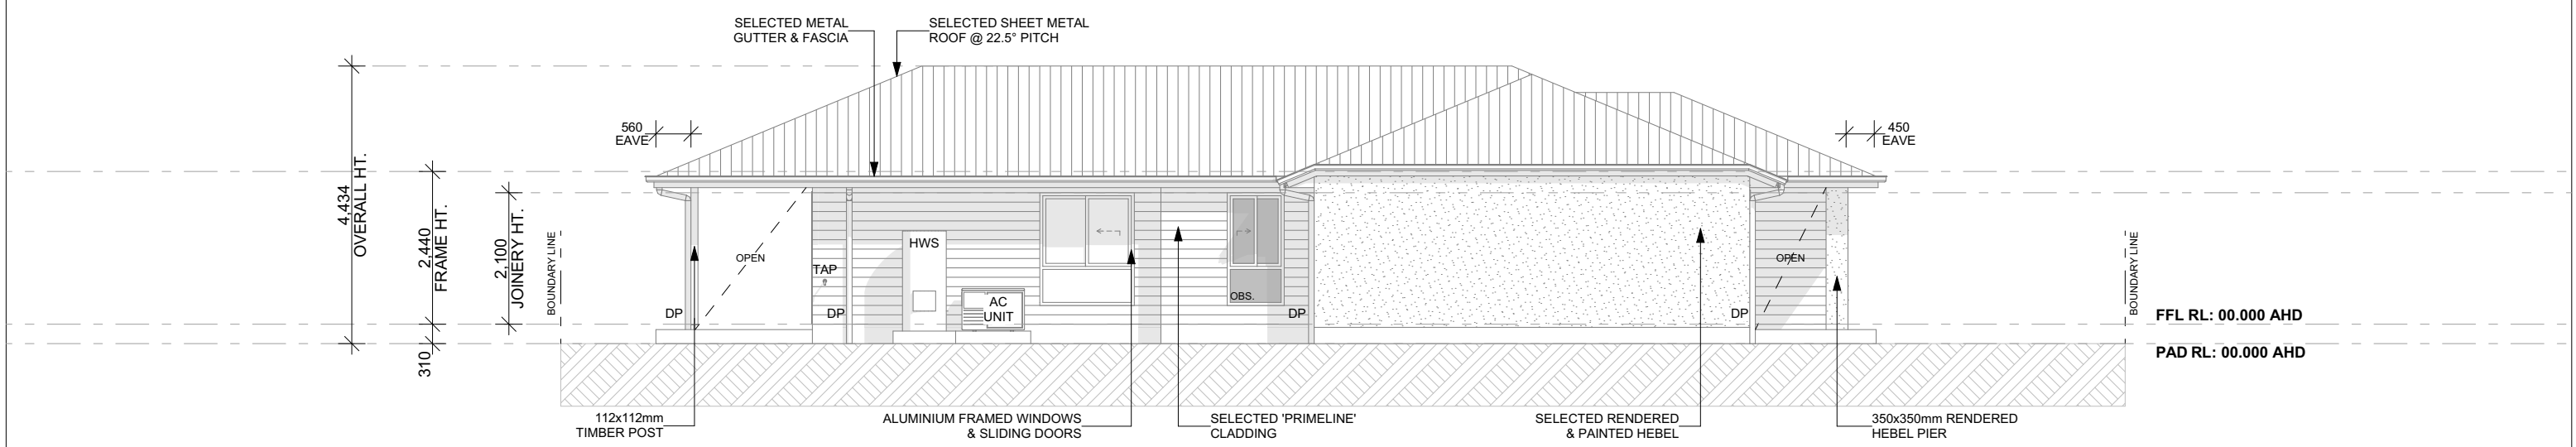 SELECTED METAL
GUTTER & FASCIA
SELECTED SHEET METAL
ROOF @ 22.5° PITCH
560
EAVE
450
EAVE
4,434
OVERALL HT.
2,440
FRAME HT.
2,100
JOINERY HT.
310
BOUNDARY LINE
OPEN
DP
TAP
DP
HWS
AC
UNIT
OBS.
DP
DP
OPEN
BOUNDARY LINE
FFL RL: 00.000 AHD
PAD RL: 00.000 AHD
112x112mm
TIMBER POST
ALUMINIUM FRAMED WINDOWS
& SLIDING DOORS
SELECTED 'PRIMELINE'
CLADDING
SELECTED RENDERED
& PAINTED HEBEL
350x350mm RENDERED
HEBEL PIER